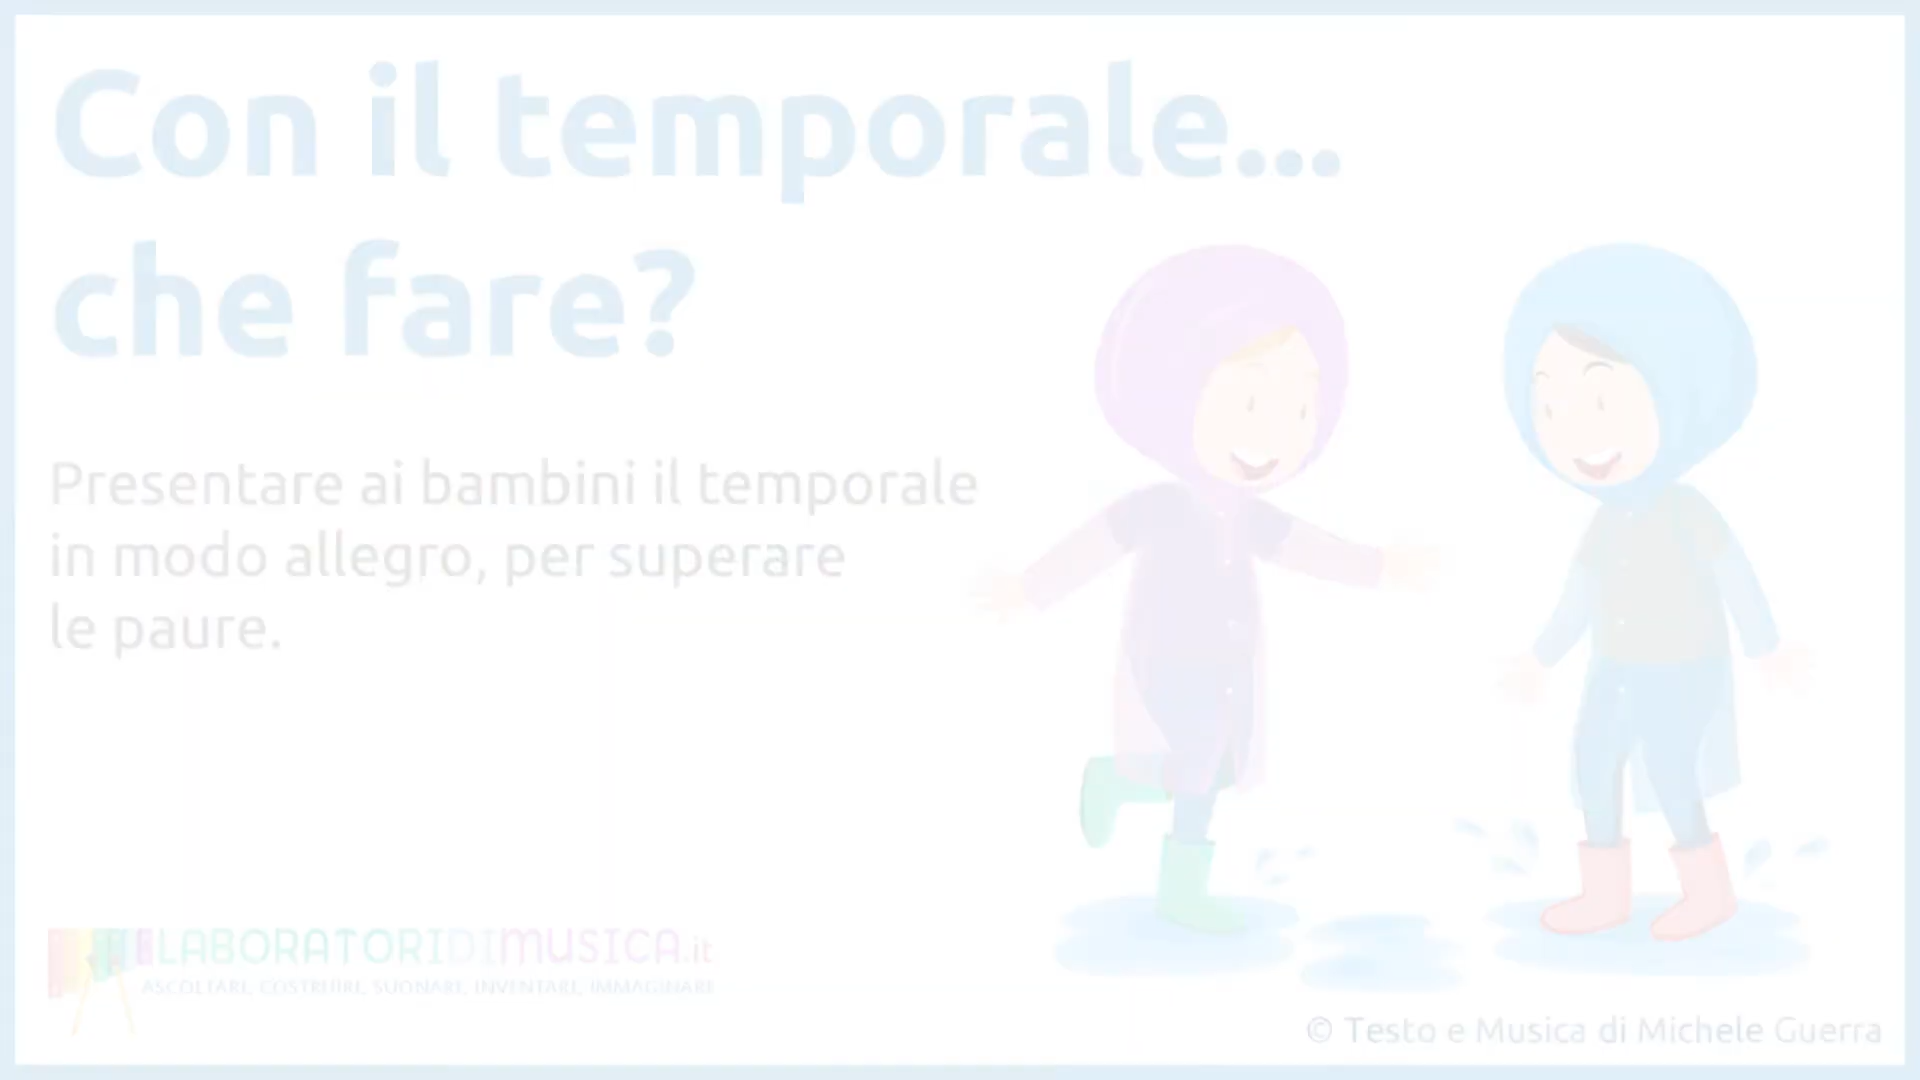 Con il temporale...
che fare?
Presentare ai bambini il temporale
in modo allegro, per superare
le paure.
LABORATORIDIMUSICA.it
ASCOLTARE, COSTRUIRE, SUONARE, INVENTARE, IMMAGINARE
© Testo e Musica di Michele Guerra